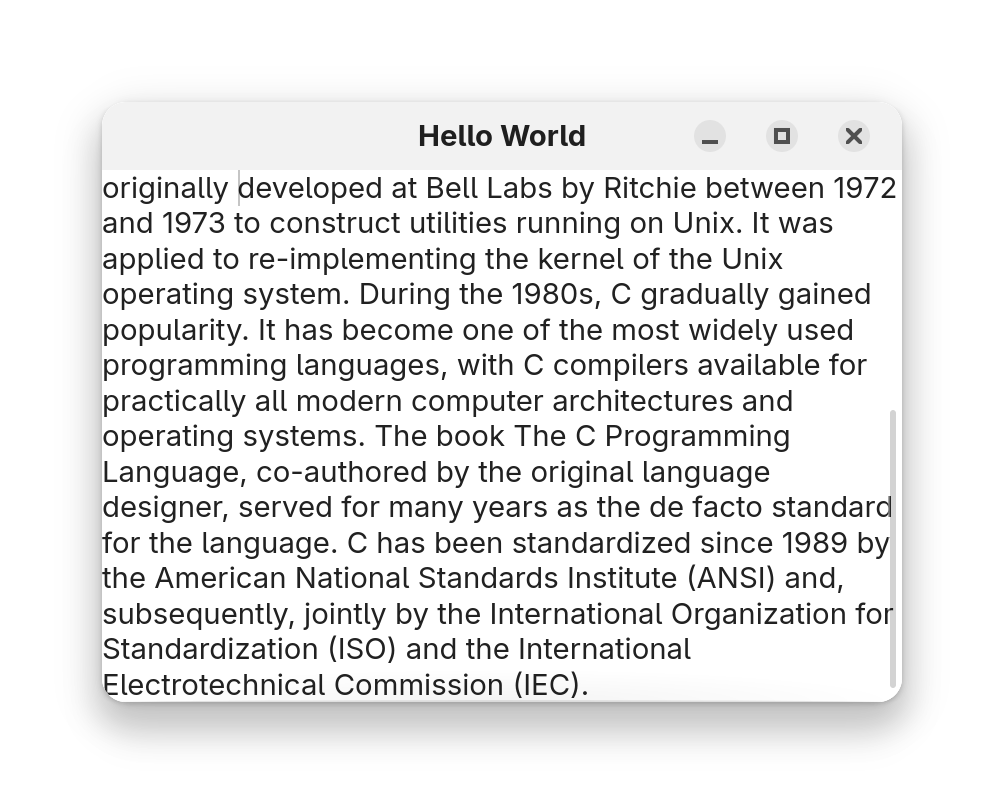 Hello World
originally developed at Bell Labs by Ritchie between 1972
and 1973 to construct utilities running on Unix. It was
applied to re-implementing the kernel of the Unix
operating system. During the 1980s, C gradually gained
popularity. It has become one of the most widely used
programming languages, with C compilers available for
practically all modern computer architectures and
operating systems. The book The C Programming
Language, co-authored by the original language
designer, served for many years as the de facto standard
for the language. C has been standardized since 1989 by
the American National Standards Institute (ANSI) and,
subsequently, jointly by the International Organization for
Standardization (ISO) and the International
Electrotechnical Commission (IEC).